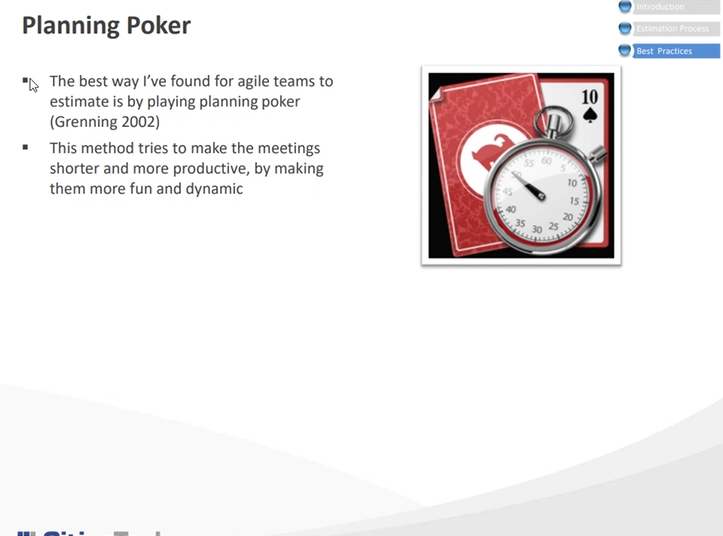 Planning Poker
Introduction
Estimation Process
Best Practices
The best way I've found for agile teams to
estimate is by playing planning poker
(Grenning 2002)
This method tries to make the meetings
shorter and more productive, by making
them more fun and dynamic
10
55
60
5
10
15
20
25
30
35
40
45